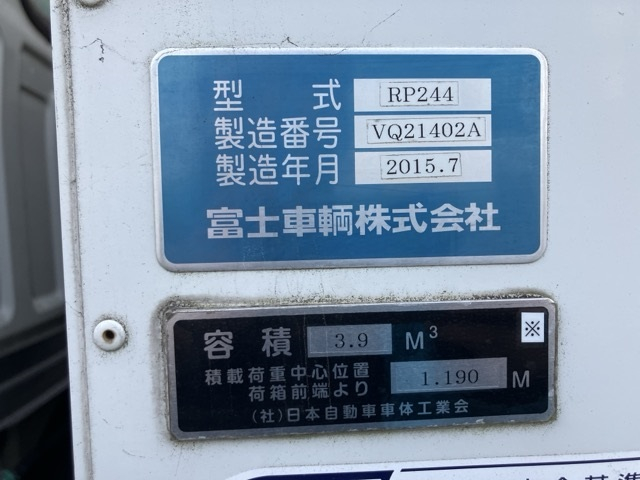 型 式 RP244
製造番号 VQ21402A
製造年月 2015.7
富士車輌株式会社
容積 3.9 M³ ※
積載荷重中心位置
荷箱前端より 1.190 M
(社)日本自動車車体工業会